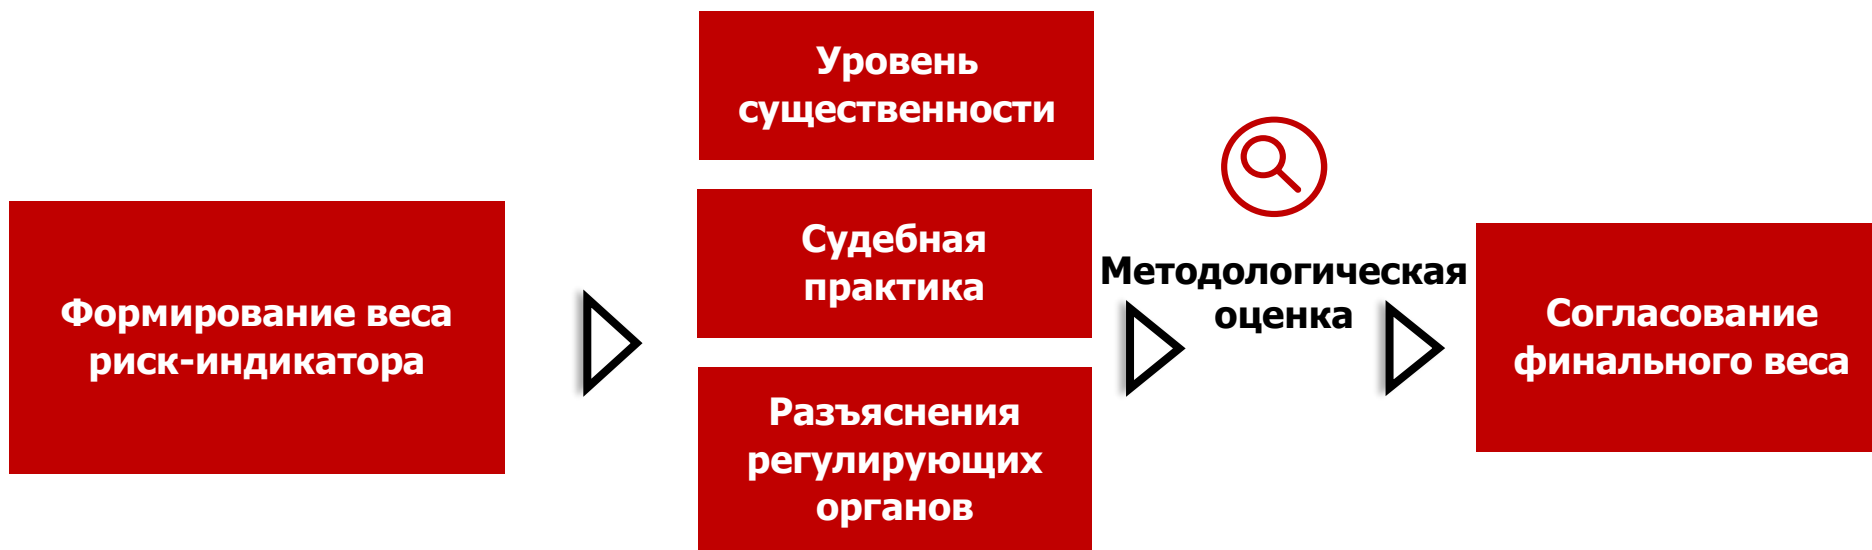 Формирование веса
риск-индикатора
Уровень
существенности
Судебная
практика
Разъяснения
регулирующих
органов
Методологическая
оценка
Согласование
финального веса